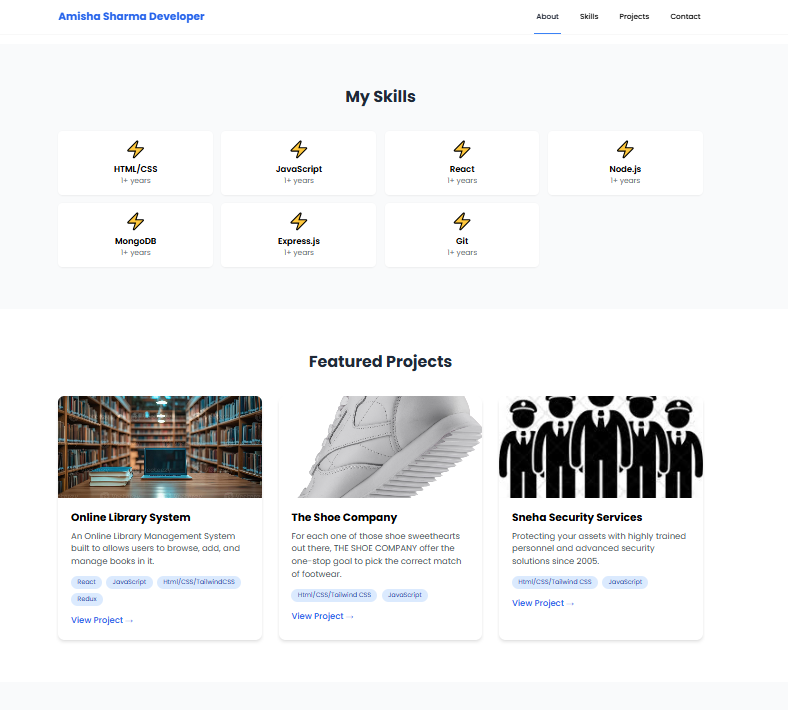 Amisha Sharma Developer
About Skills Projects Contact
My Skills
HTML/CSS
1+ years
JavaScript
1+ years
React
1+ years
Node.js
1+ years
MongoDB
1+ years
Express.js
1+ years
Git
1+ years
Featured Projects
Online Library System
An Online Library Management System
built to allows users to browse, add, and
manage books in it.
React JavaScript Html/CSS/TailwindCSS
Redux
View Project →
The Shoe Company
For each one of those shoe sweethearts
out there, THE SHOE COMPANY offer the
one-stop goal to pick the correct match
of footwear.
Html/CSS/Tailwind CSS JavaScript
View Project →
Sneha Security Services
Protecting your assets with highly trained
personnel and advanced security
solutions since 2005.
Html/CSS/Tailwind CSS JavaScript
View Project →